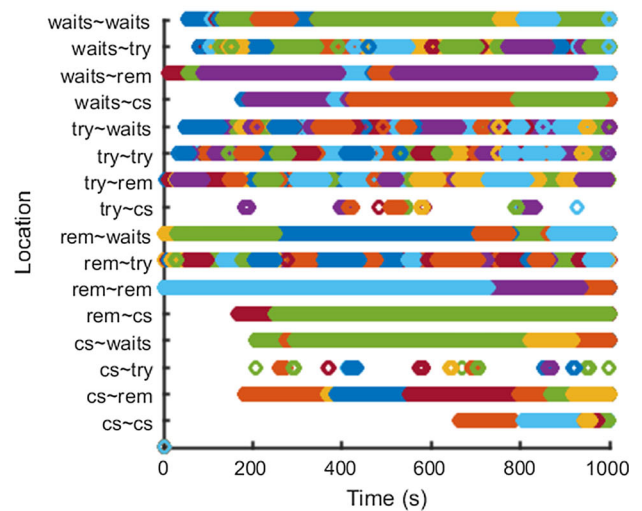 waits~waits
waits~try
waits~rem
waits~cs
try~waits
try~try
try~rem
try~cs
rem~waits
rem~try
rem~rem
rem~cs
cs~waits
cs~try
cs~rem
cs~cs
Location
0 200 400 600 800 1000
Time (s)